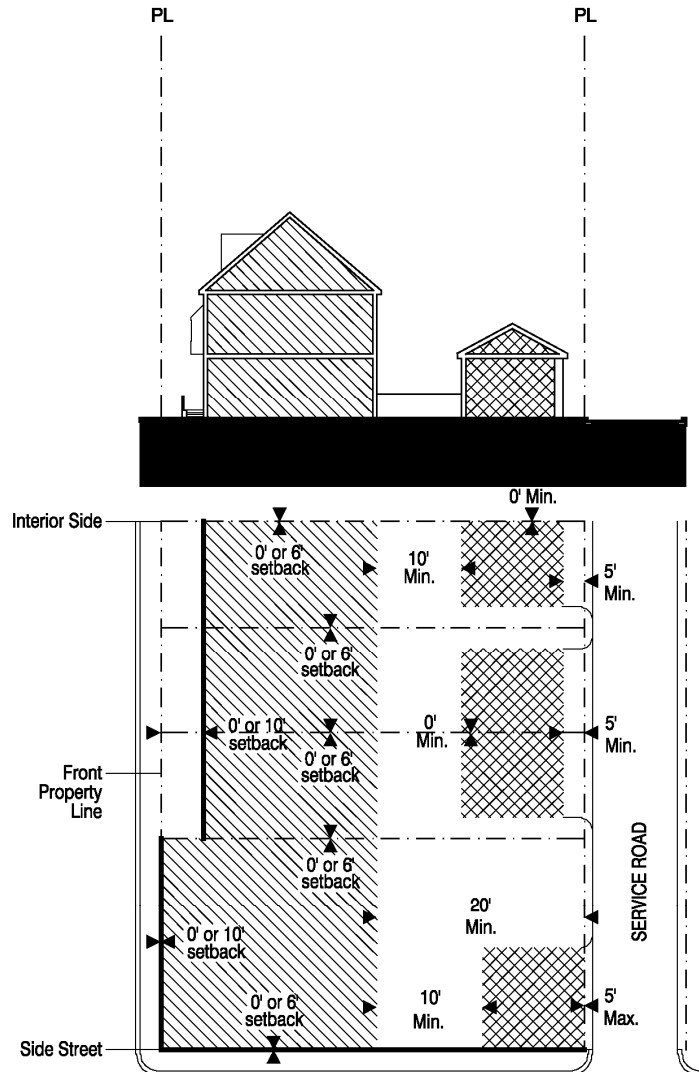 PL
PL
0' Min.
Interior Side
0' or 6'
setback
10'
Min.
5'
Min.
0' or 6'
setback
0' or 10'
setback
0' or 6'
setback
0'
Min.
5'
Min.
Front
Property
Line
0' or 6'
setback
0' or 10'
setback
20'
Min.
SERVICE ROAD
0' or 6'
setback
10'
Min.
5'
Max.
Side Street